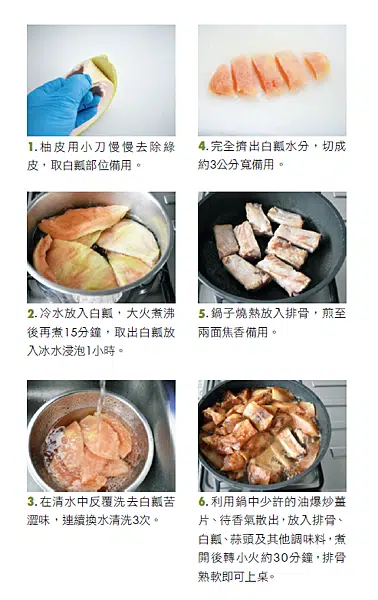 1.柚皮用小刀慢慢去除綠
皮，取白瓤部位備用。
2.冷水放入白瓤，大火煮沸
後再煮15分鐘，取出白瓤放
入冰水浸泡1小時。
3.在清水中反覆洗去白瓤苦
澀味，連續換水清洗3次。
4.完全擠出白瓤水分，切成
約3公分寬備用。
5.鍋子燒熱放入排骨，煎至
兩面焦香備用。
6.利用鍋中少許的油爆炒薑
片、待香氣散出，放入排骨、
白瓤、蒜頭及其他調味料，煮
開後轉小火約30分鐘，排骨
熟軟即可上桌。